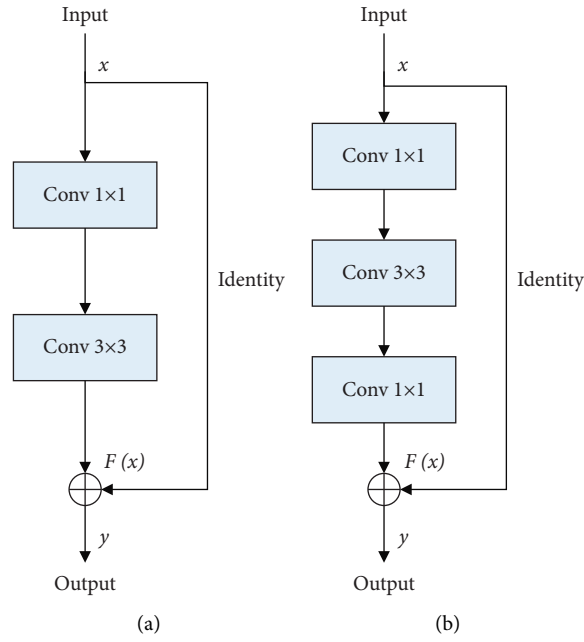 Input
x
Conv 1×1
Identity
Conv 3×3
F (x)
y
Output
(a)
Input
x
Conv 1×1
Conv 3×3
Identity
Conv 1×1
F (x)
y
Output
(b)